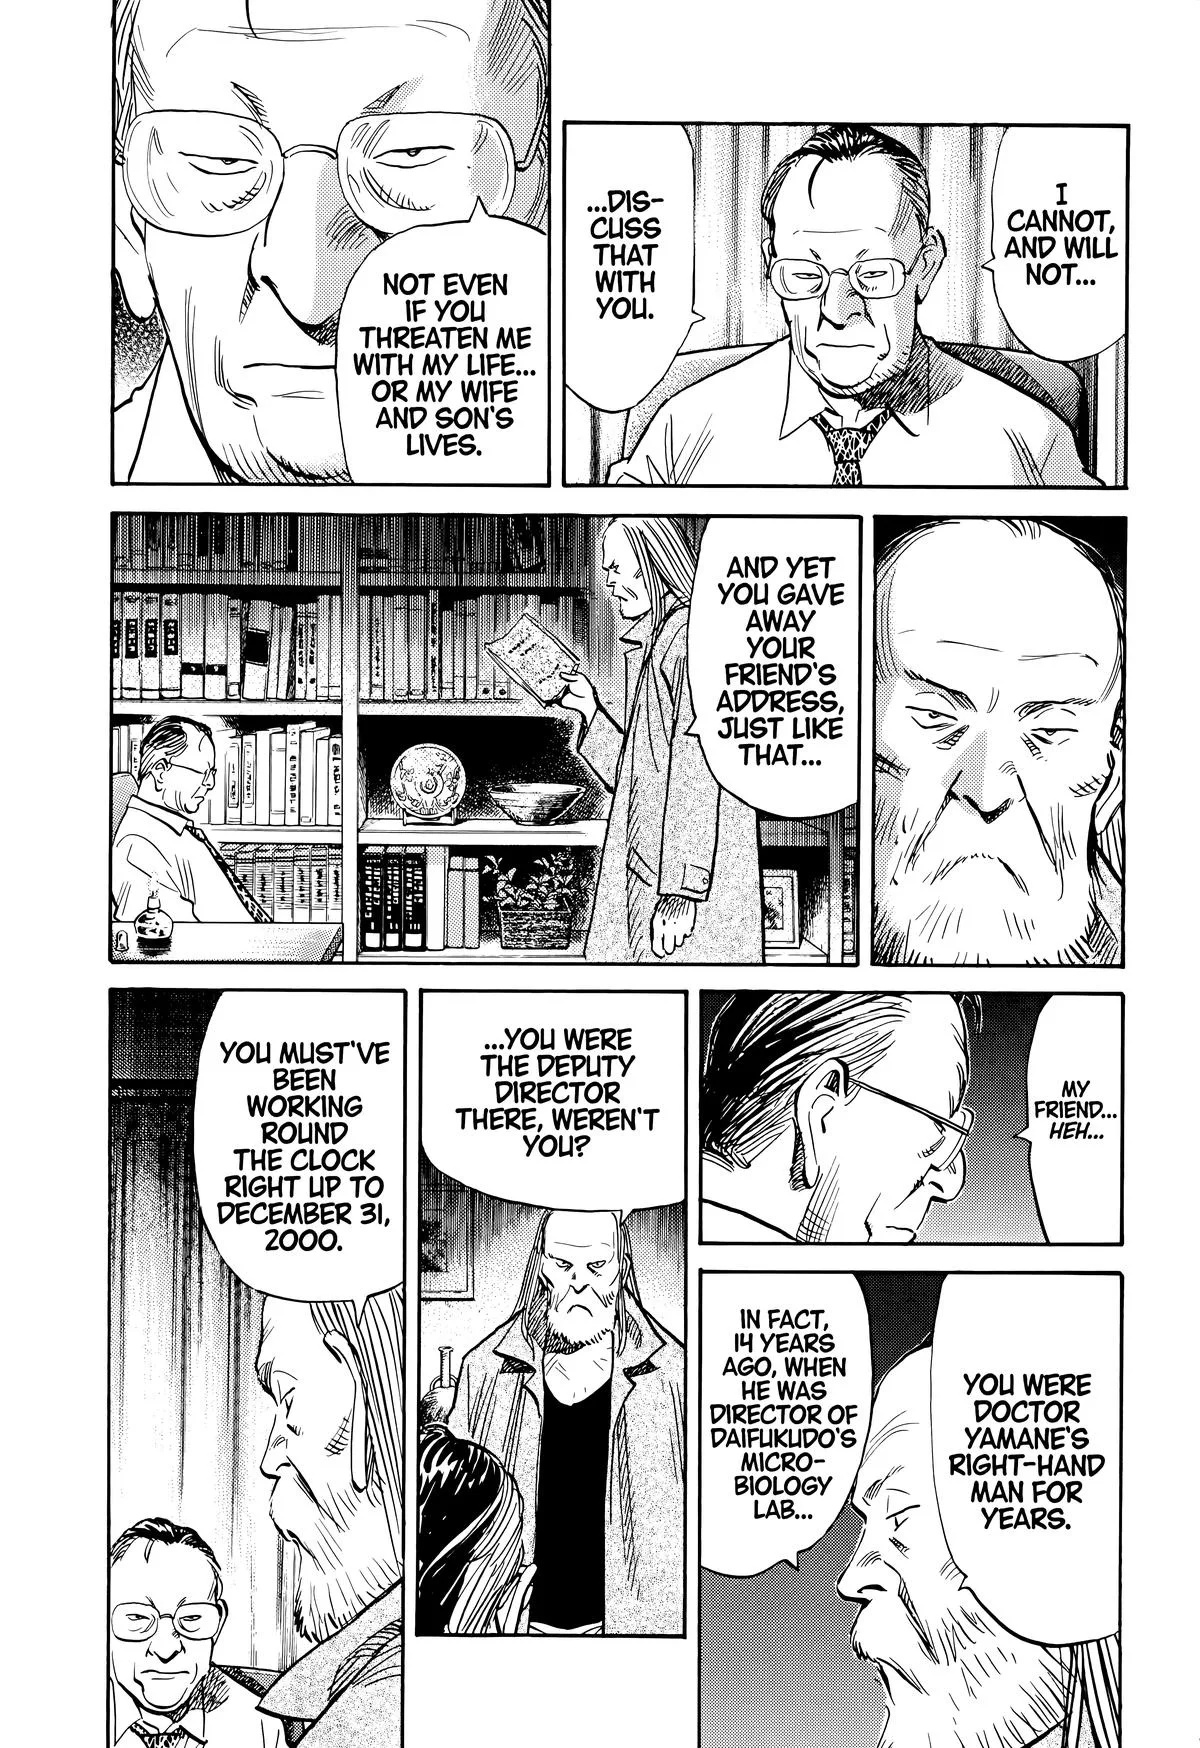 I
CANNOT,
AND WILL
NOT...
...DIS-
CUSS
THAT
WITH
YOU.
NOT EVEN
IF YOU
THREATEN ME
WITH MY LIFE...
OR MY WIFE
AND SON'S
LIVES.
AND YET
YOU GAVE
AWAY
YOUR
FRIEND'S
ADDRESS,
JUST LIKE
THAT...
MY
FRIEND...
HEH...
YOU WERE
DOCTOR
YAMANE'S
RIGHT-HAND
MAN FOR
YEARS.
IN FACT,
14 YEARS
AGO, WHEN
HE WAS
DIRECTOR OF
DAIFUKUDO'S
MICRO-
BIOLOGY
LAB...
...YOU WERE
THE DEPUTY
DIRECTOR
THERE, WEREN'T
YOU?
YOU MUST'VE
BEEN
WORKING
ROUND
THE CLOCK
RIGHT UP TO
DECEMBER 31,
2000.